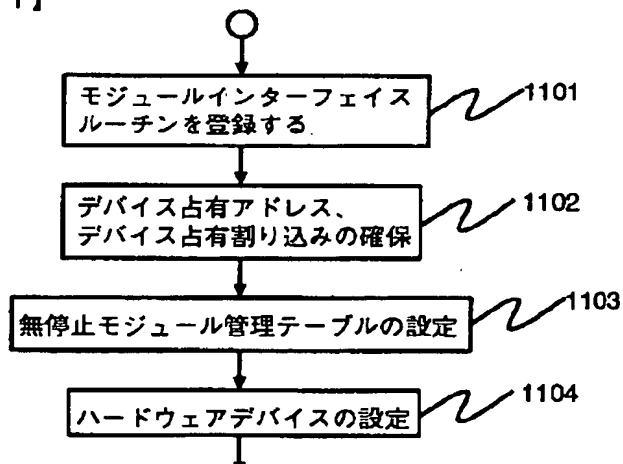 モジュールインターフェイス
ルーチンを登録する
1101
デバイス占有アドレス、
デバイス占有割り込みの確保
1102
無停止モジュール管理テーブルの設定
1103
ハードウェアデバイスの設定
1104